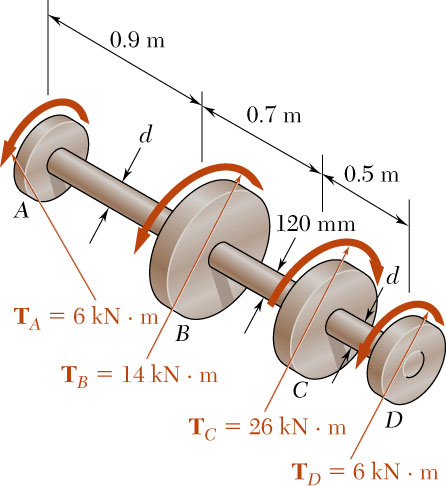 0.9 m
0.7 m
d
0.5 m
A
120 mm
d
T_A = 6 kN · m
B
T_B = 14 kN · m
C
D
T_C = 26 kN · m
T_D = 6 kN · m